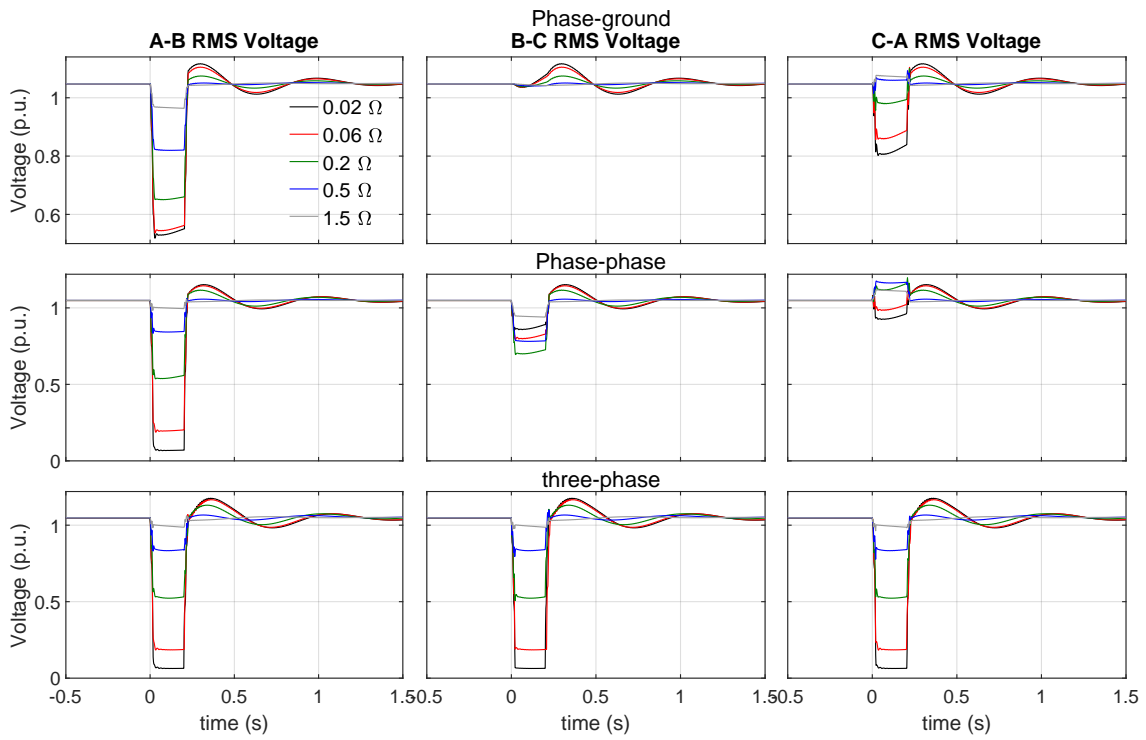 Phase-ground
A-B RMS Voltage B-C RMS Voltage C-A RMS Voltage
Voltage (p.u.)
1
0.8
0.6
0.02 Ω
0.06 Ω
0.2 Ω
0.5 Ω
1.5 Ω
Phase-phase
Voltage (p.u.)
1
0.5
0
three-phase
Voltage (p.u.)
1
0.5
0
-0.5 0 0.5 1 1.5
-0.5 0 0.5 1 1.5
-0.5 0 0.5 1 1.5
time (s) time (s) time (s)